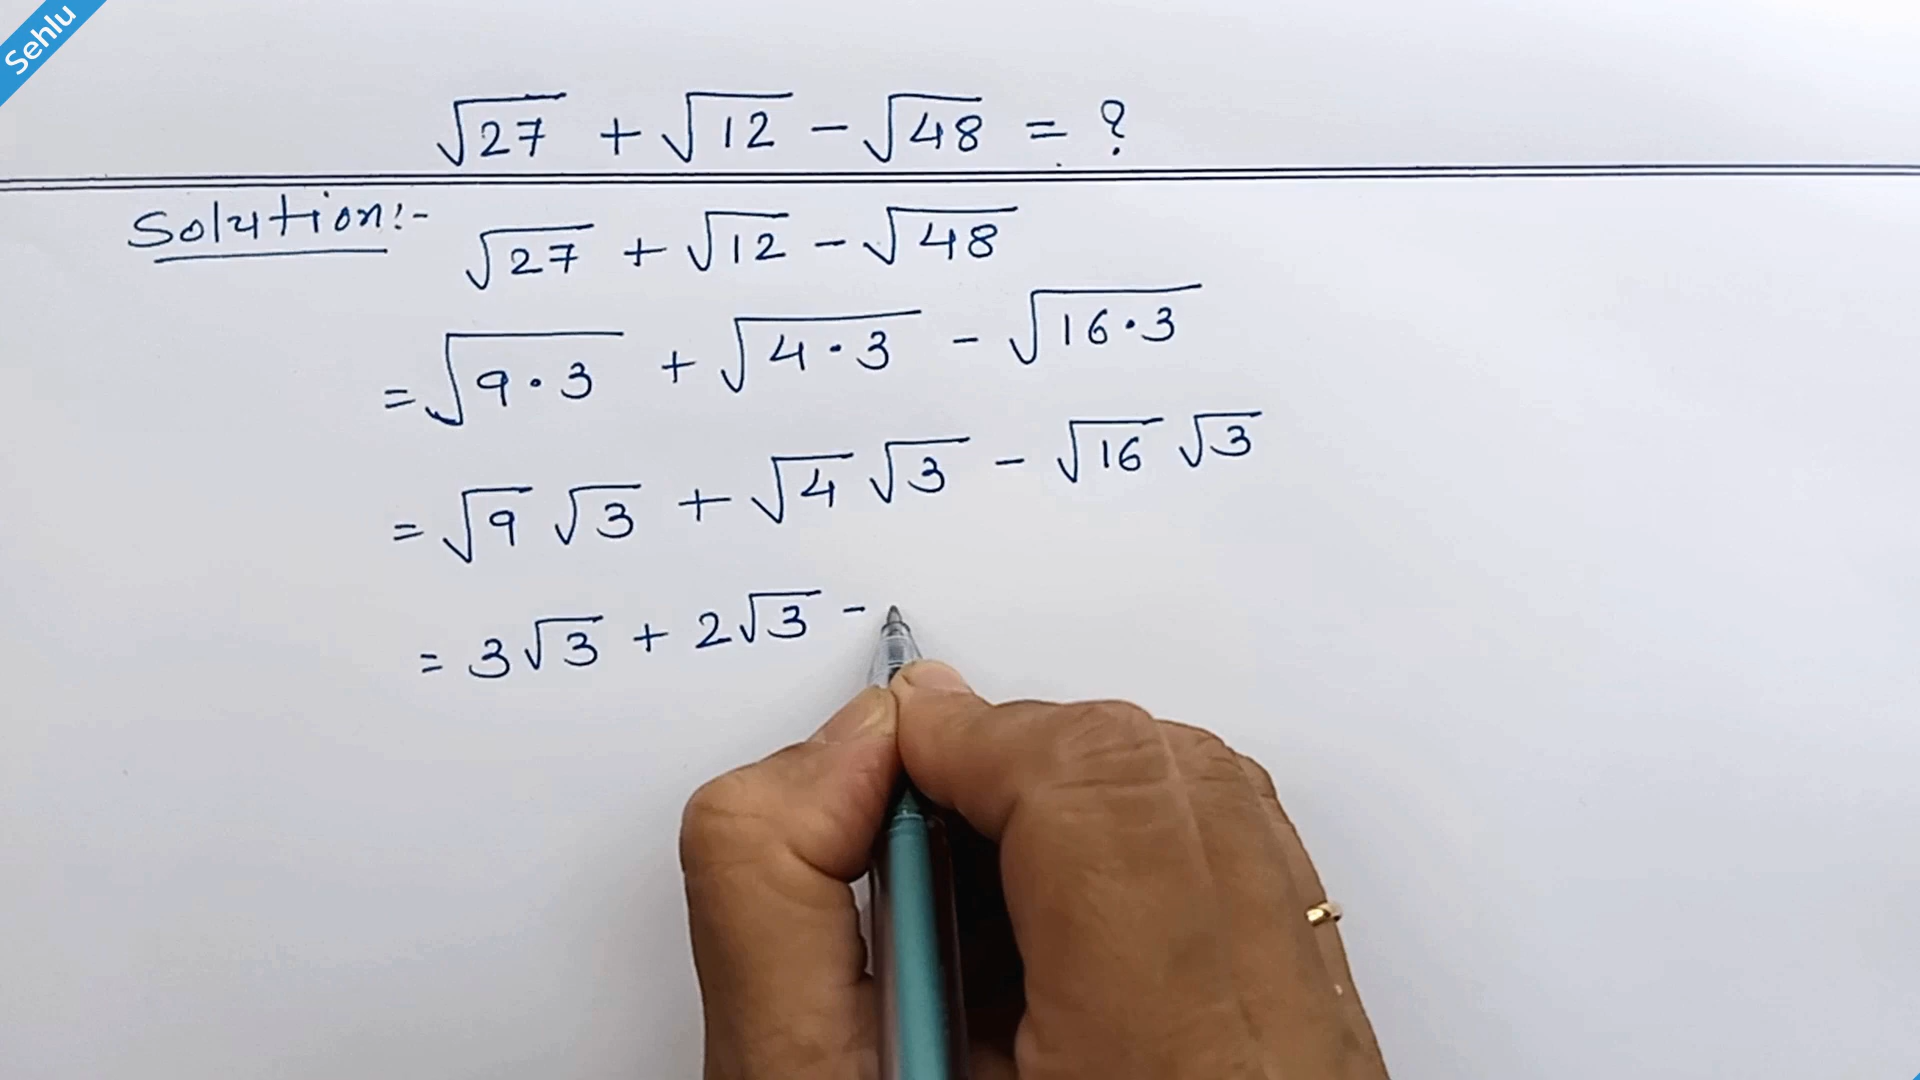 Sehlu
√27 + √12 - √48 = ?
Solution:- √27 + √12 - √48
= √9·3 + √4·3 - √16·3
= √9 √3 + √4 √3 - √16 √3
= 3√3 + 2√3 -